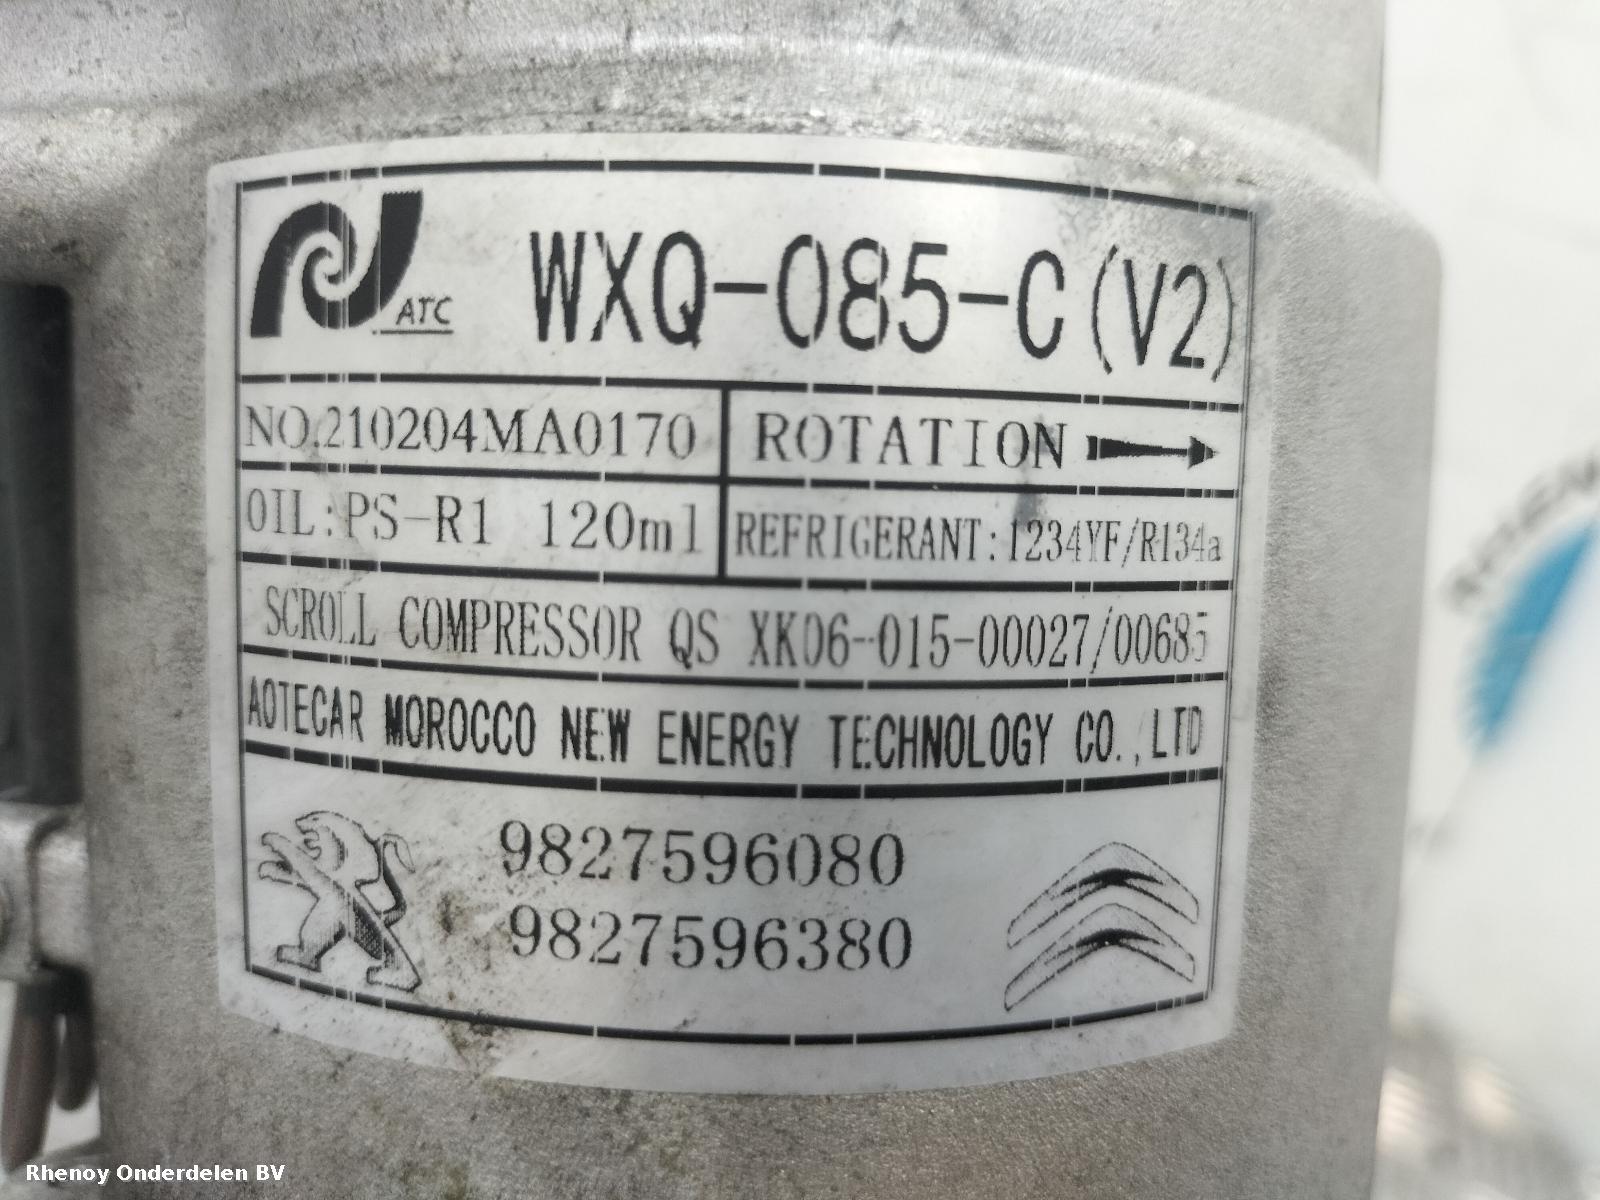 ATC
WXQ-085-C(V2)
NO.210204MA0170
ROTATION
OIL:PS-R1 120ml
REFRIGERANT:1234YF/R134a
SCROLL COMPRESSOR QS XK06-015-00027/00685
AOTECAR MOROCCO NEW ENERGY TECHNOLOGY CO.,LTD
9827596080
9827596380
Rhenoy Onderdelen BV